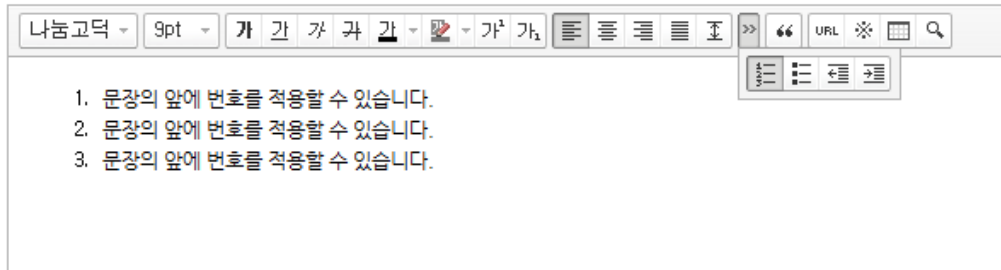 나눔고딕 9pt 가 가 가 가 가 가² 가₁ » “ URL ※
1. 문장의 앞에 번호를 적용할 수 있습니다.
2. 문장의 앞에 번호를 적용할 수 있습니다.
3. 문장의 앞에 번호를 적용할 수 있습니다.